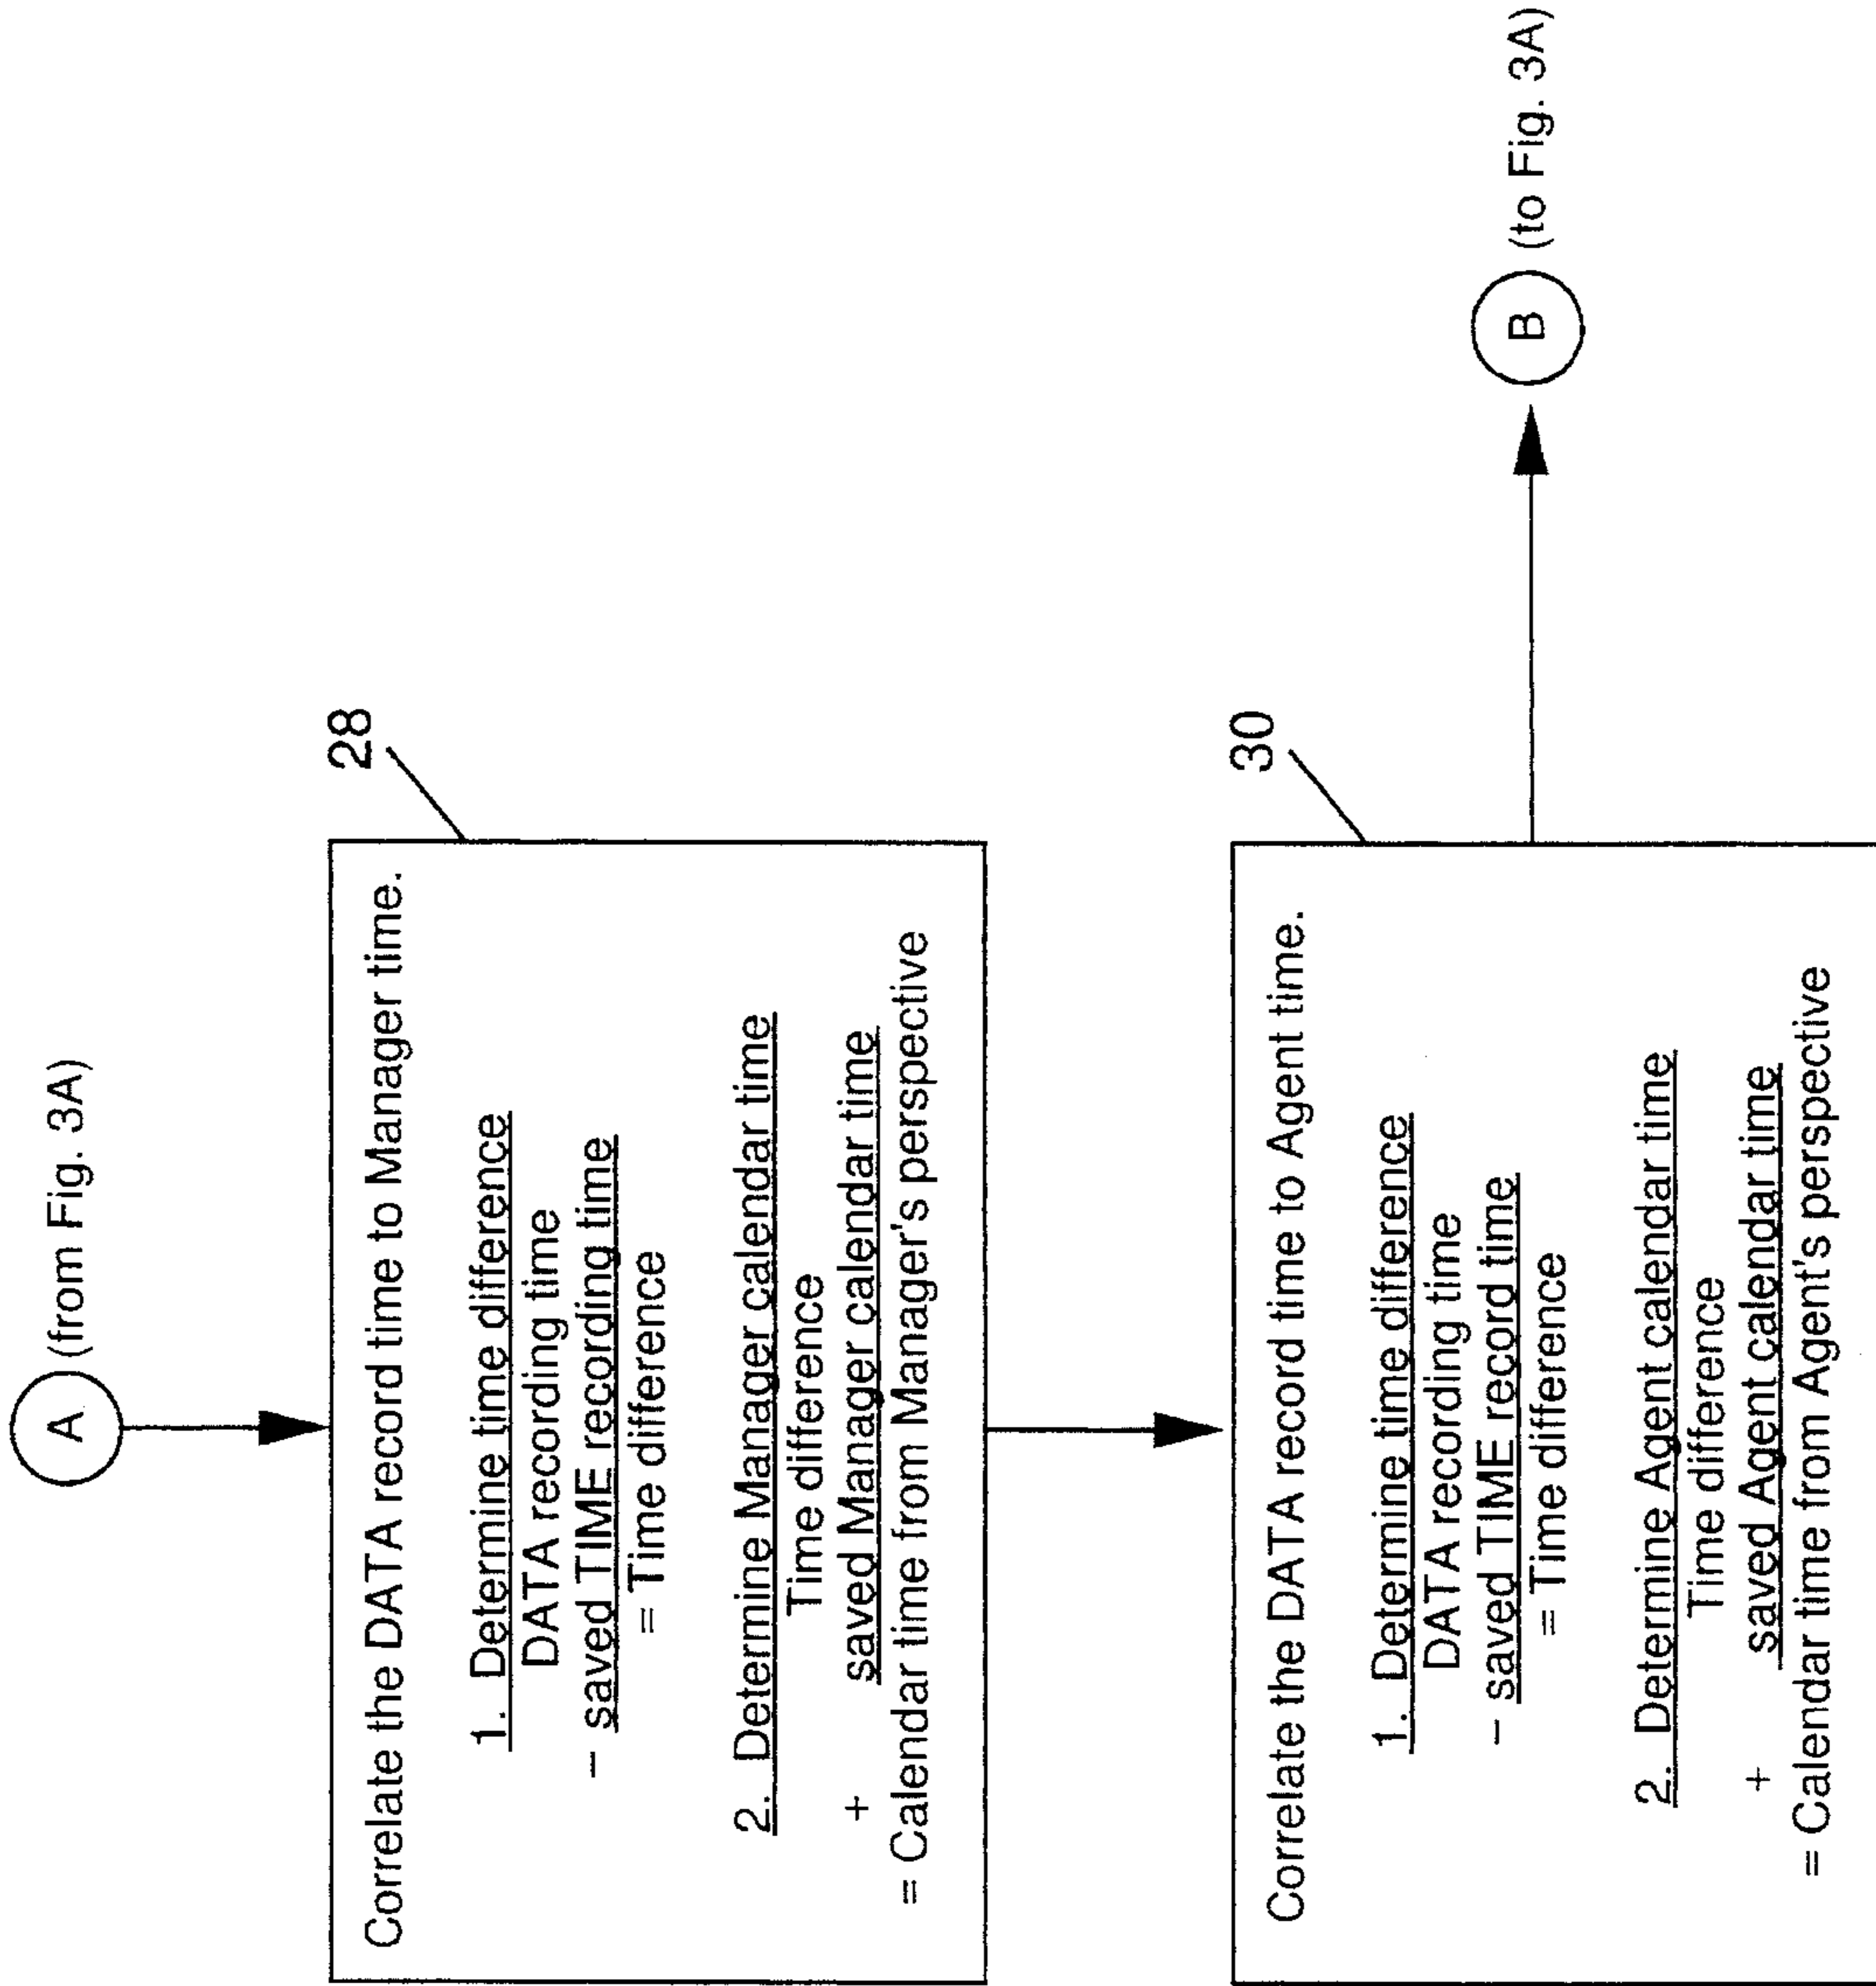 A (from Fig. 3A)
28
Correlate the DATA record time to Manager time.
1. Determine time difference
DATA recording time
– saved TIME recording time
= Time difference
2. Determine Manager calendar time
Time difference
+ saved Manager calendar time
= Calendar time from Manager's perspective
30
Correlate the DATA record time to Agent time.
1. Determine time difference
DATA recording time
- saved TIME record time
= Time difference
2. Determine Agent calendar time
Time difference
+ saved Agent calendar time
= Calendar time from Agent's perspective
B (to Fig. 3A)